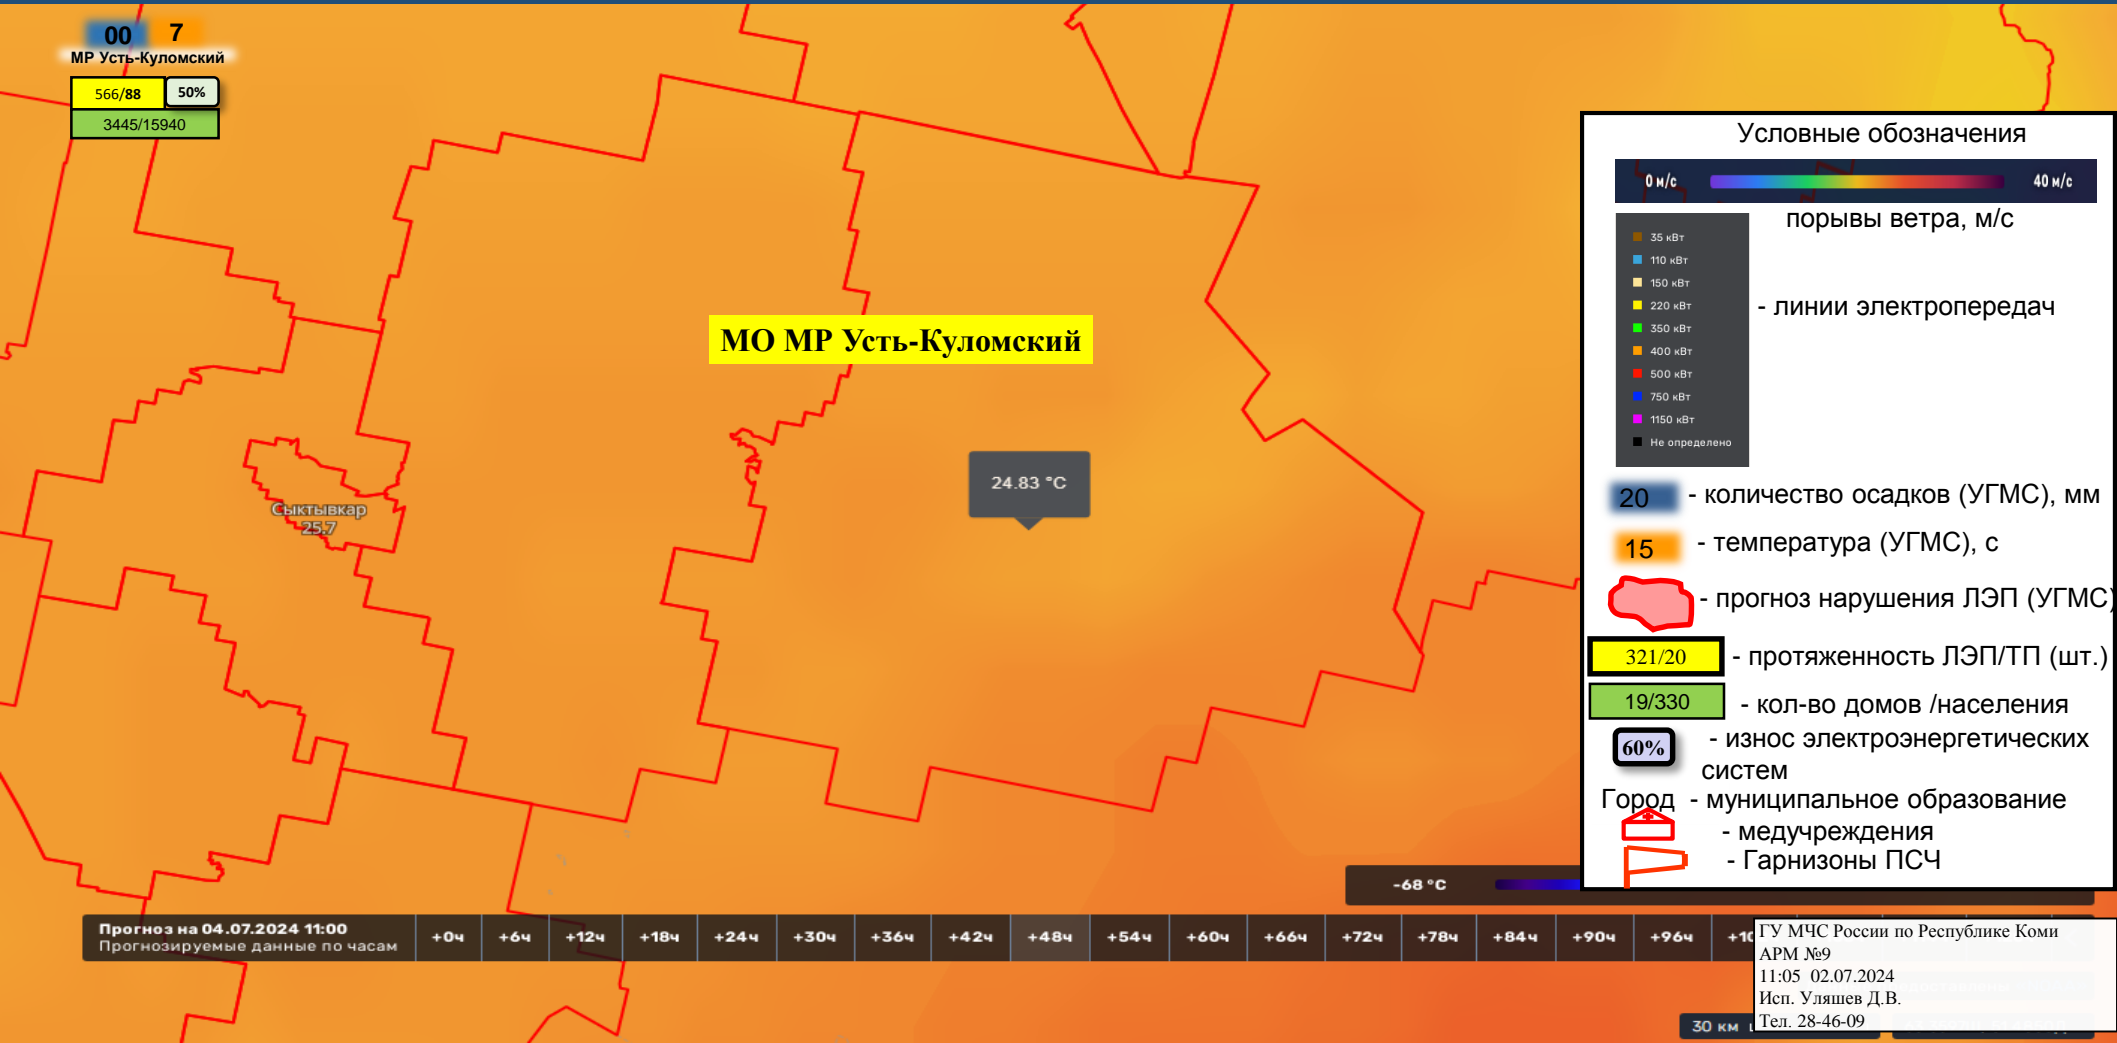 00 7
МР Усть-Куломский
566/88 50%
3445/15940
МО МР Усть-Куломский
24.83 °C
Сыктывкар
25.7
Условные обозначения
0 м/с 40 м/с
порывы ветра, м/с
35 кВт
110 кВт
150 кВт
220 кВт
350 кВт
400 кВт
500 кВт
750 кВт
1150 кВт
Не определено
- линии электропередач
20 - количество осадков (УГМС), мм
15 - температура (УГМС), с
- прогноз нарушения ЛЭП (УГМС)
321/20 - протяженность ЛЭП/ТП (шт.)
19/330 - кол-во домов /населения
60% - износ электроэнергетических
систем
Город - муниципальное образование
- медучреждения
- Гарнизоны ПСЧ
-68 °C
Прогноз на 04.07.2024 11:00
Прогнозируемые данные по часам
+0ч +6ч +12ч +18ч +24ч +30ч +36ч +42ч +48ч +54ч +60ч +66ч +72ч +78ч +84ч +90ч +96ч
ГУ МЧС России по Республике Коми
АРМ №9
11:05 02.07.2024
Исп. Уляшев Д.В.
Тел. 28-46-09
30 км